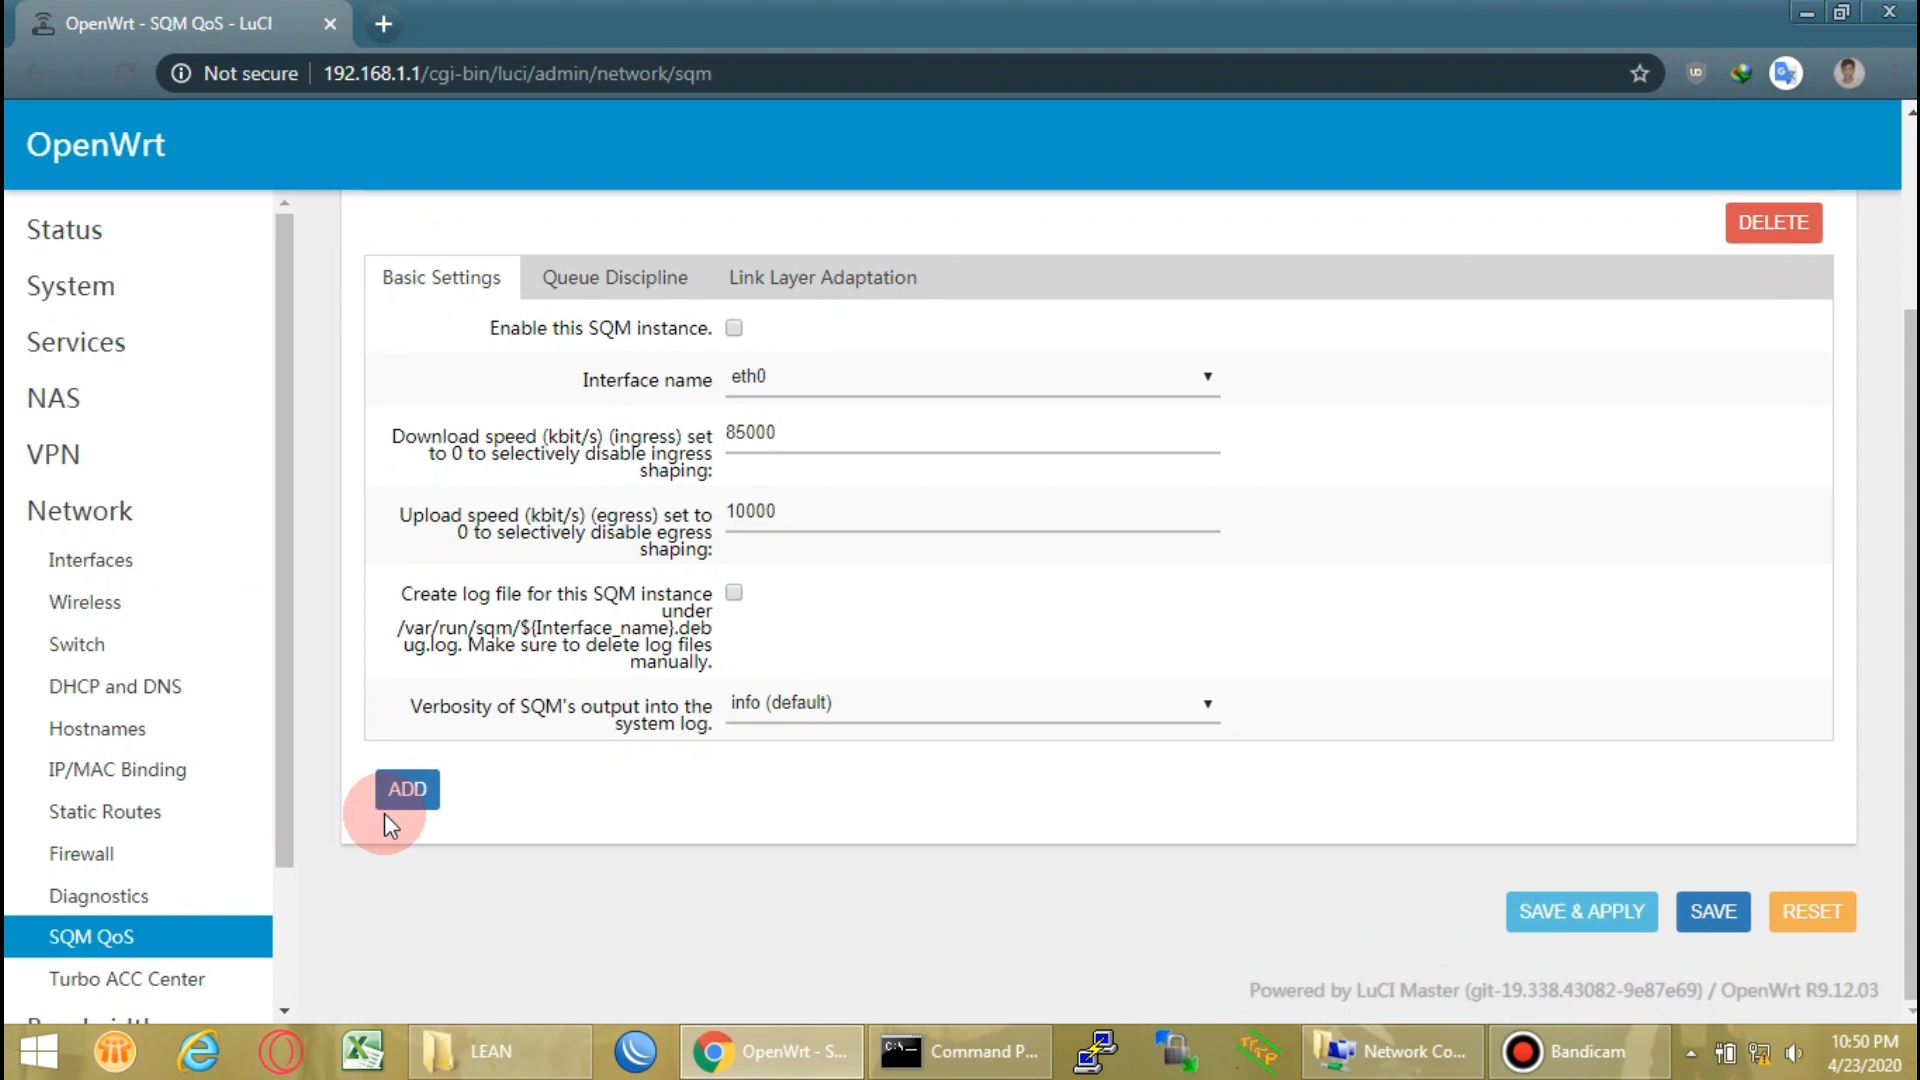 OpenWrt - SQM QoS - LuCI
Not secure
192.168.1.1/cgi-bin/luci/admin/network/sqm
OpenWrt
Status
System
Services
NAS
VPN
Network
Interfaces
Wireless
Switch
DHCP and DNS
Hostnames
IP/MAC Binding
Static Routes
Firewall
Diagnostics
SQM QoS
Turbo ACC Center
DELETE
Basic Settings
Queue Discipline
Link Layer Adaptation
Enable this SQM instance.
Interface name
eth0
Download speed (kbit/s) (ingress) set
to 0 to selectively disable ingress
shaping:
85000
Upload speed (kbit/s) (egress) set to
0 to selectively disable egress
shaping:
10000
Create log file for this SQM instance
under
/var/run/sqm/${Interface_name}.deb
ug.log. Make sure to delete log files
manually.
Verbosity of SQM's output into the
system log.
info (default)
ADD
SAVE & APPLY
SAVE
RESET
Powered by LuCI Master (git-19.338.43082-9e87e69) / OpenWrt R9.12.03
LEAN
OpenWrt - S...
Command P...
Network Co...
Bandicam
10:50 PM
4/23/2020